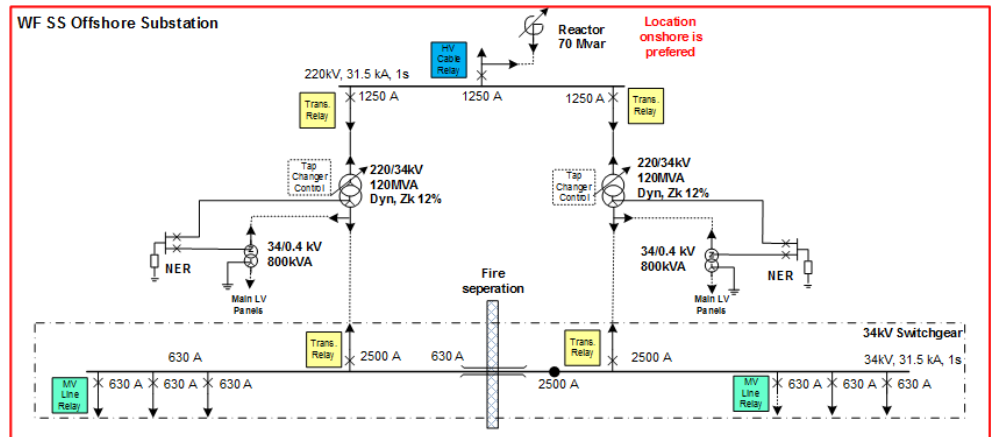 WF SS Offshore Substation
Reactor
70 Mvar
Location
onshore is
prefered
HV
Cable
Relay
220kV, 31.5 kA, 1s
1250 A
1250 A
1250 A
Trans.
Relay
Trans.
Relay
Tap
Changer
Control
220/34kV
120MVA
Dyn, Zk 12%
Tap
Changer
Control
220/34kV
120MVA
Dyn, Zk 12%
34/0.4 kV
800kVA
NER
Main LV
Panels
34/0.4 kV
800kVA
NER
Main LV
Panels
Fire
seperation
34kV Switchgear
Trans.
Relay
2500 A
630 A
630 A
Trans.
Relay
2500 A
34kV, 31.5 kA, 1s
2500 A
MV
Line
Relay
630 A
630 A
630 A
MV
Line
Relay
630 A
630 A
630 A